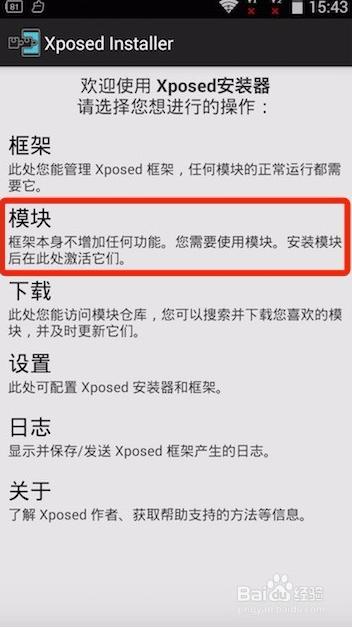 81
15:43
Xposed Installer
欢迎使用 Xposed安装器
请选择您想进行的操作：
框架
此处您能管理 Xposed 框架，任何模块的正常运行都需
要它。
模块
框架本身不增加任何功能。您需要使用模块。安装模块
后在此处激活它们。
下载
此处您能访问模块仓库，您可以搜索并下载您喜欢的模
块，并及时更新它们。
设置
此处可配置 Xposed 安装器和框架。
日志
显示并保存/发送 Xposed 框架产生的日志。
关于
了解 Xposed 作者、获取帮助支持的方法等信息。
Baidu 经验
jingyan.baidu.com